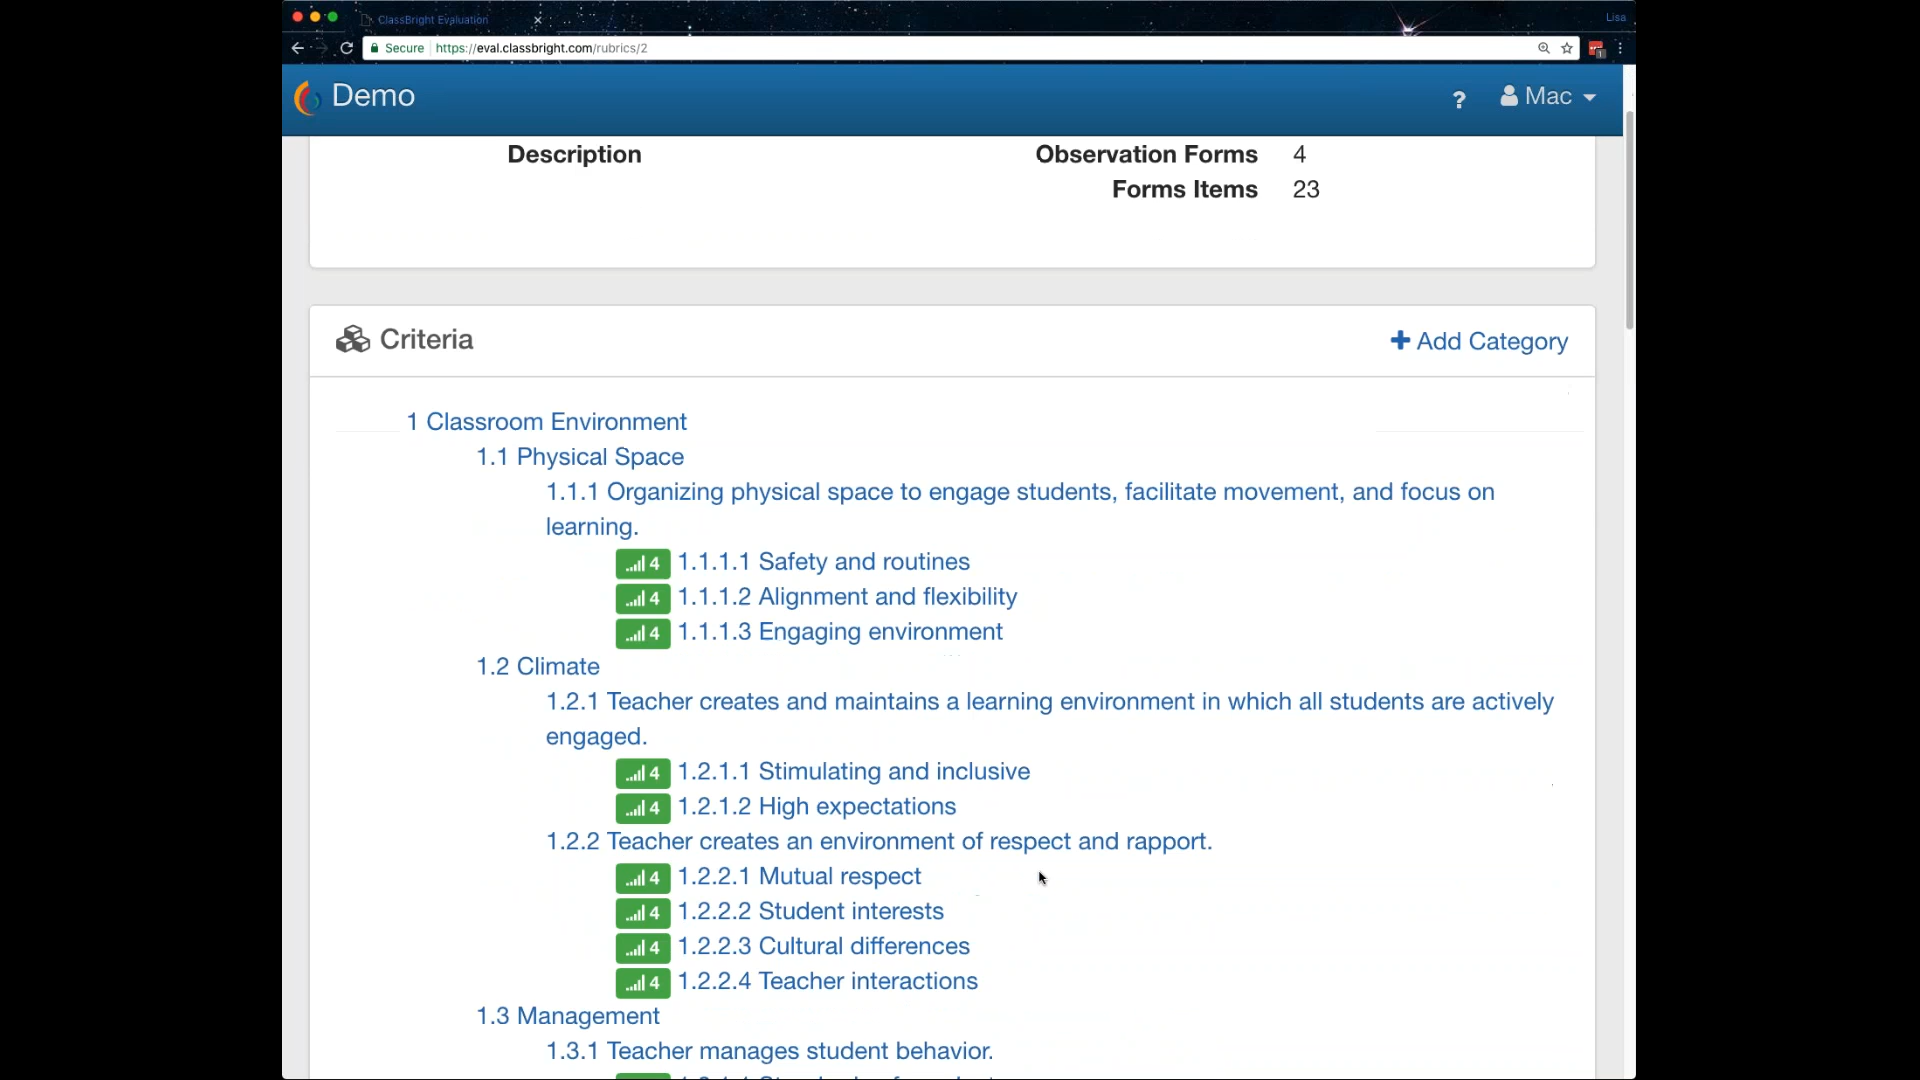 ClassBright Evaluation
Lisa
Secure https://eval.classbright.com/rubrics/2
Demo
? Mac
Description
Observation Forms 4
Forms Items 23
Criteria
+ Add Category
1 Classroom Environment
1.1 Physical Space
1.1.1 Organizing physical space to engage students, facilitate movement, and focus on
learning.
4 1.1.1.1 Safety and routines
4 1.1.1.2 Alignment and flexibility
4 1.1.1.3 Engaging environment
1.2 Climate
1.2.1 Teacher creates and maintains a learning environment in which all students are actively
engaged.
4 1.2.1.1 Stimulating and inclusive
4 1.2.1.2 High expectations
1.2.2 Teacher creates an environment of respect and rapport.
4 1.2.2.1 Mutual respect
4 1.2.2.2 Student interests
4 1.2.2.3 Cultural differences
4 1.2.2.4 Teacher interactions
1.3 Management
1.3.1 Teacher manages student behavior.